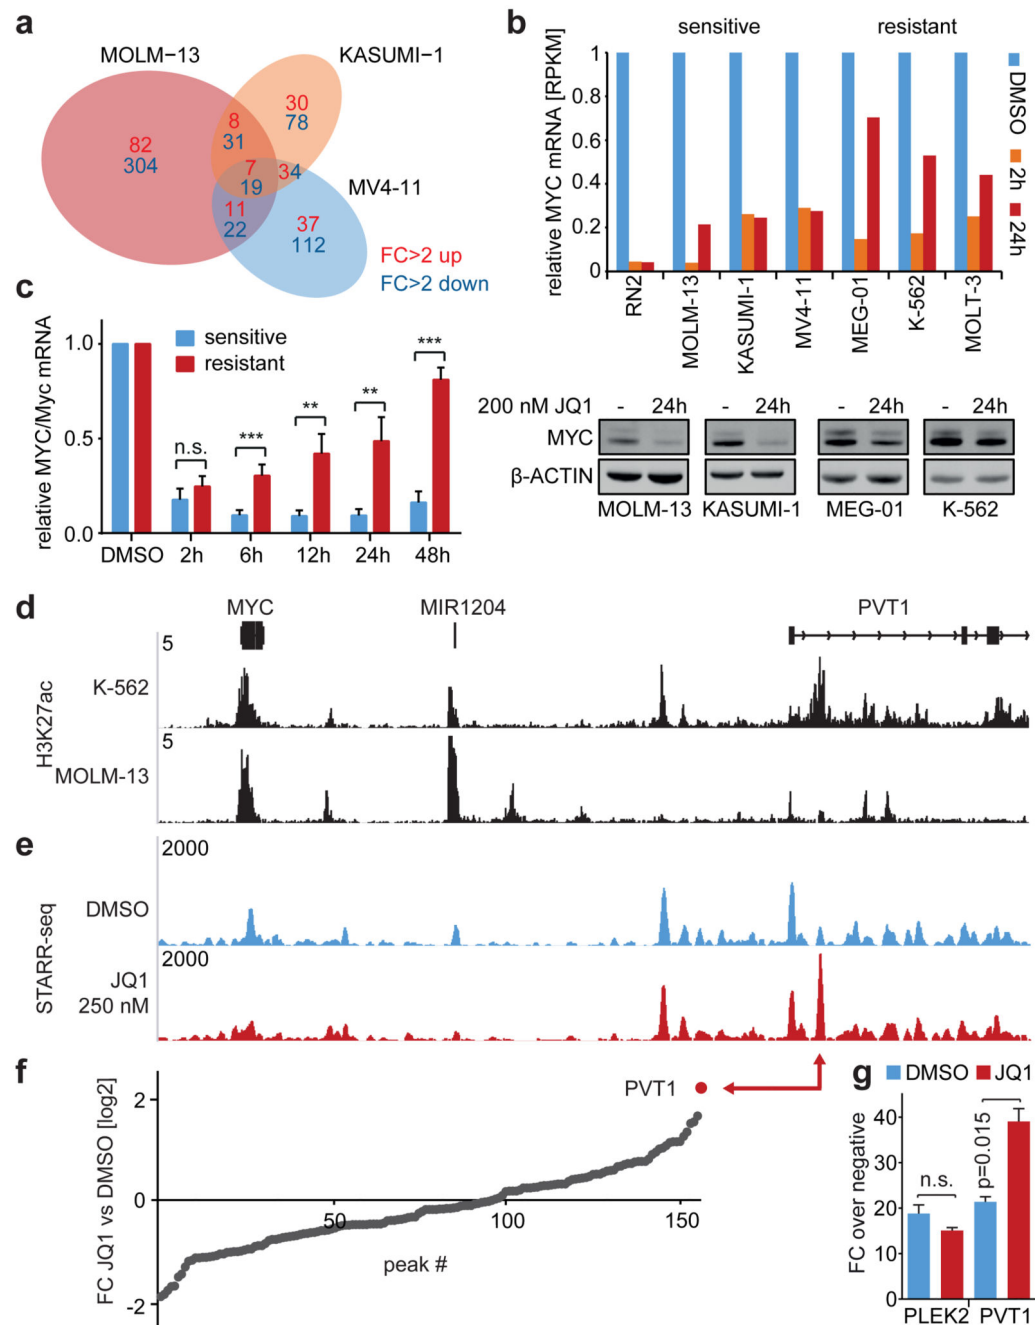 a
MOLM−13
KASUMI−1
82
304
8
31
30
78
7
19
34
MV4-11
11
22
37
112
FC>2 up
FC>2 down
b
sensitive
resistant
relative MYC mRNA [RPKM]
1
0.8
0.6
0.4
0.2
0
RN2
MOLM-13
KASUMI-1
MV4-11
MEG-01
K-562
MOLT-3
DMSO
2h
24h
200 nM JQ1
- 24h
- 24h
- 24h
- 24h
MYC
β-ACTIN
MOLM-13
KASUMI-1
MEG-01
K-562
c
relative MYC/Myc mRNA
sensitive
resistant
1.0
0.5
0.0
n.s.
***
**
**
***
DMSO
2h
6h
12h
24h
48h
d
MYC
MIR1204
PVT1
H3K27ac
K-562
5
MOLM-13
5
e
STARR-seq
2000
DMSO
2000
JQ1
250 nM
f
FC JQ1 vs DMSO [log2]
2
0
-2
50
100
150
peak #
PVT1
g
DMSO
JQ1
FC over negative
40
30
20
10
0
n.s.
p=0.015
PLEK2
PVT1